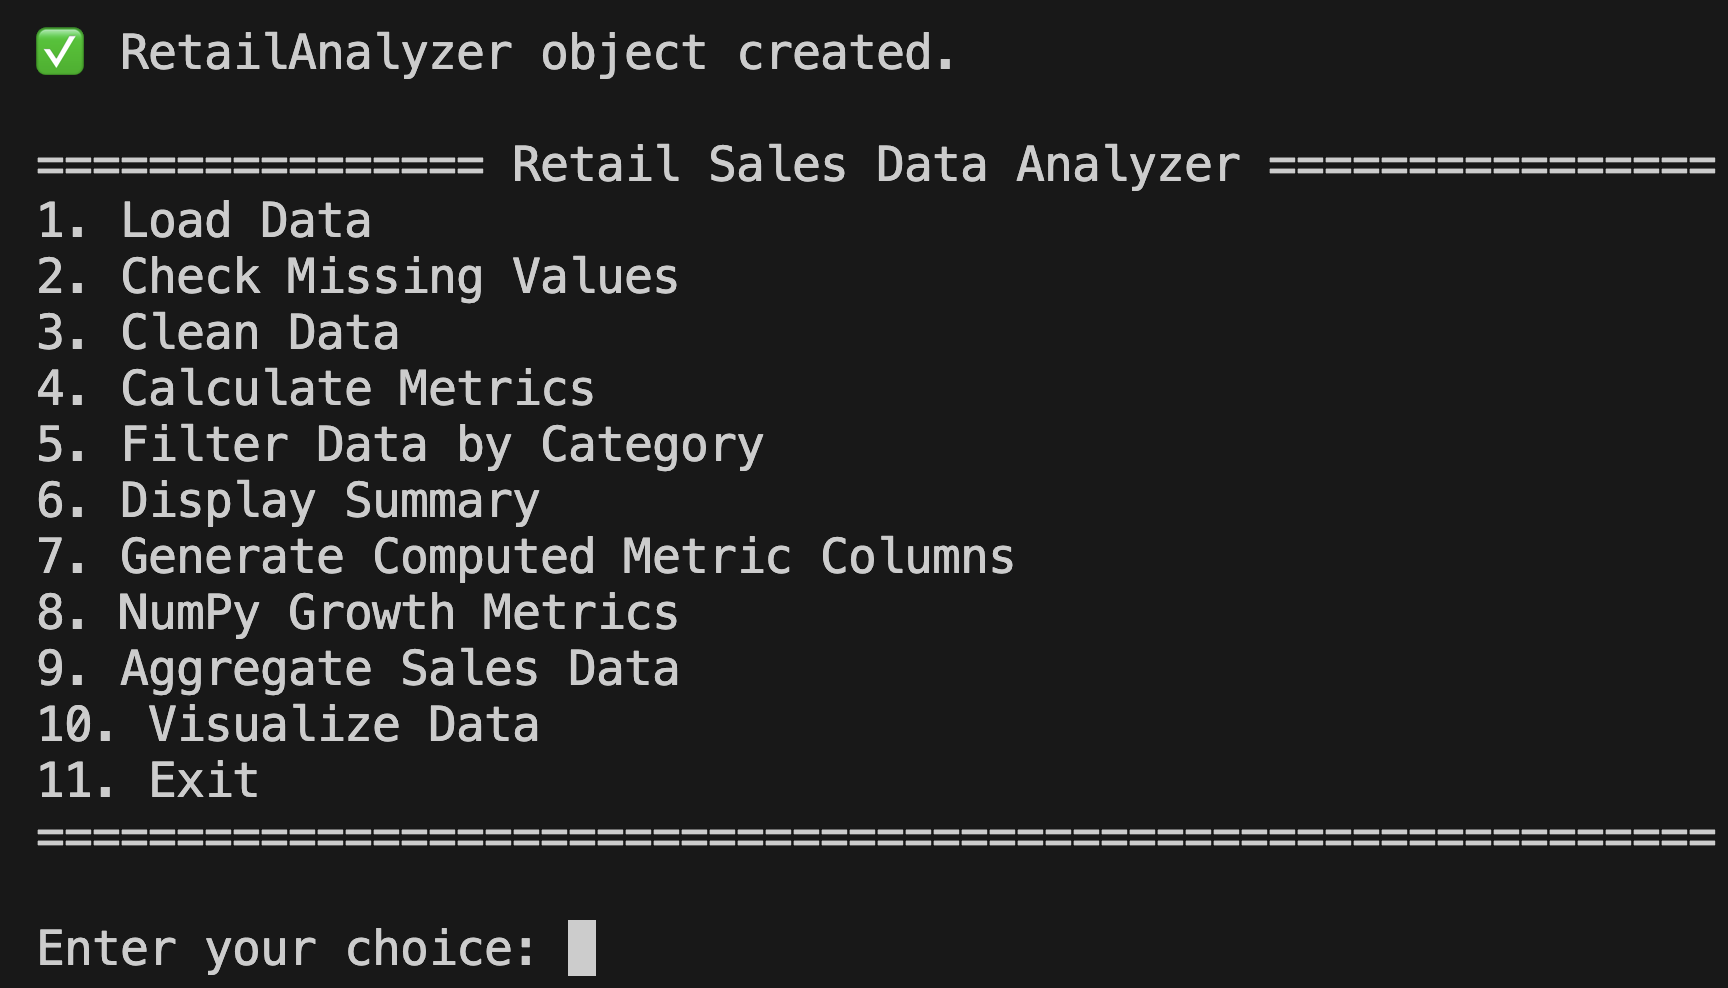 ✅ RetailAnalyzer object created.
================ Retail Sales Data Analyzer ================
1. Load Data
2. Check Missing Values
3. Clean Data
4. Calculate Metrics
5. Filter Data by Category
6. Display Summary
7. Generate Computed Metric Columns
8. NumPy Growth Metrics
9. Aggregate Sales Data
10. Visualize Data
11. Exit
============================================================
Enter your choice: